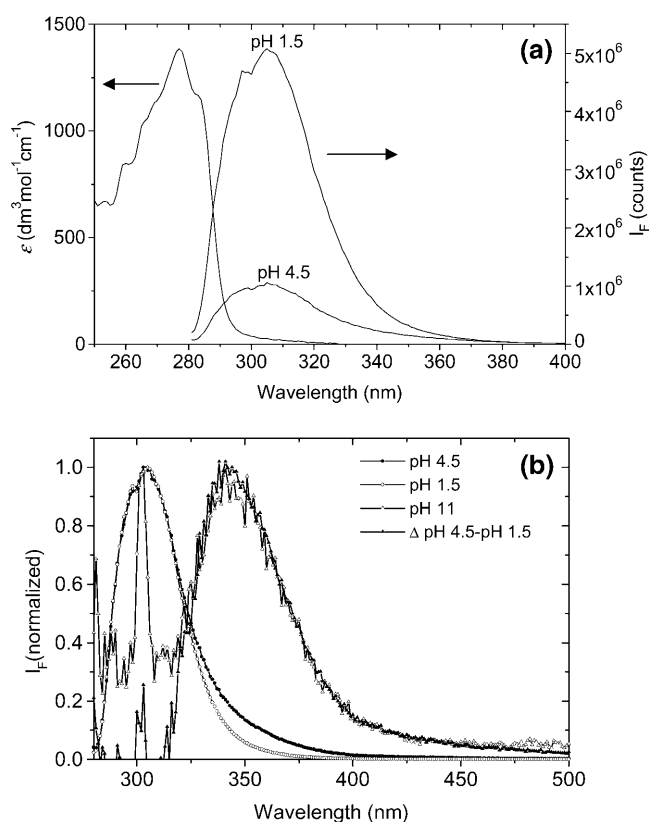 (a)
pH 1.5
pH 4.5
1500
1000
500
0
ε (dm³mol⁻¹cm⁻¹)
5x10⁶
4x10⁶
3x10⁶
2x10⁶
1x10⁶
0
I_F (counts)
260 280 300 320 340 360 380 400
Wavelength (nm)
(b)
pH 4.5
pH 1.5
pH 11
Δ pH 4.5-pH 1.5
1.0
0.8
0.6
0.4
0.2
0.0
I_F(normalized)
300 350 400 450 500
Wavelength (nm)